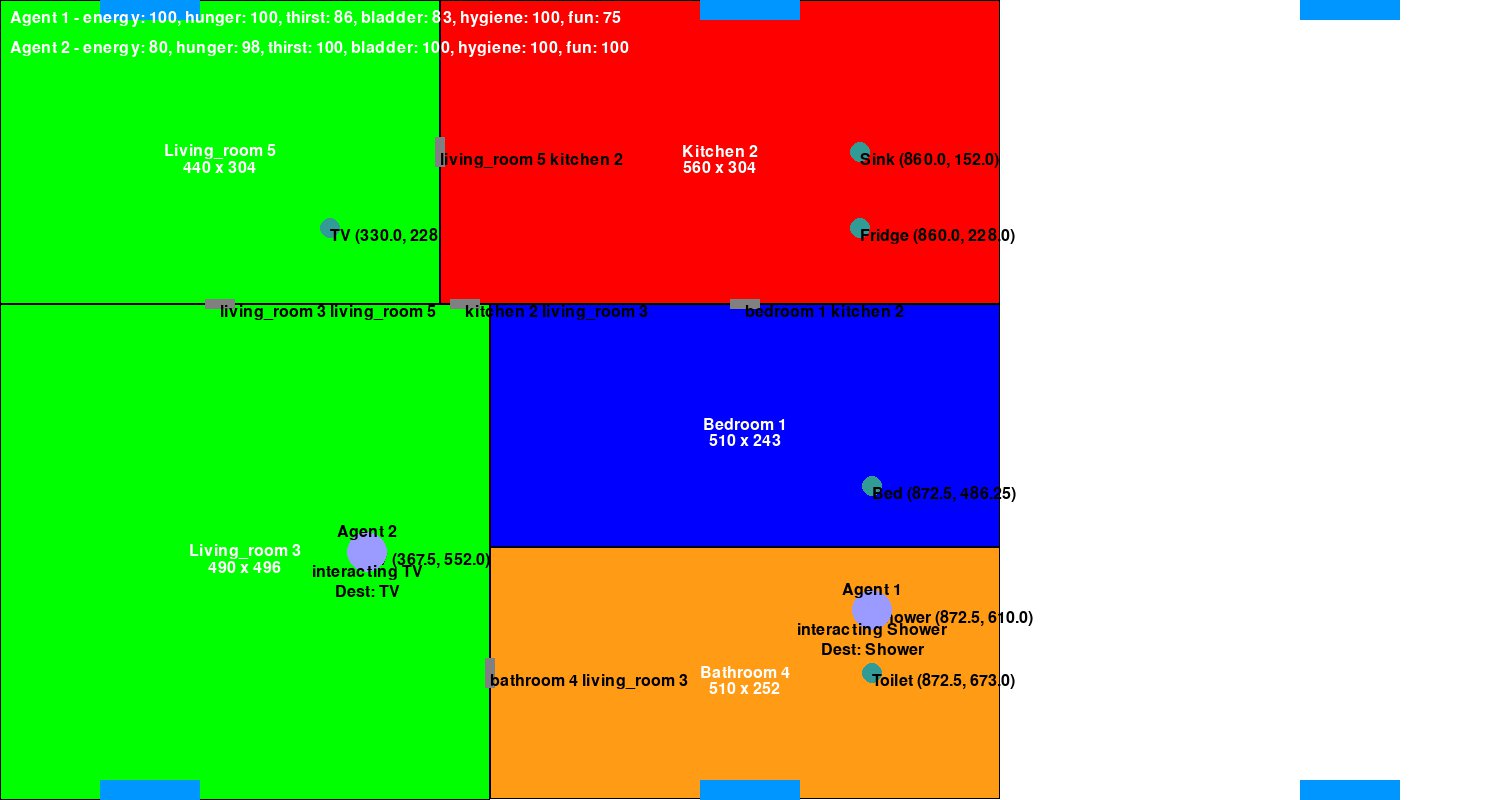 Agent 1 - energy: 100, hunger: 100, thirst: 86, bladder: 83, hygiene: 100, fun: 75
Agent 2 - energy: 80, hunger: 98, thirst: 100, bladder: 100, hygiene: 100, fun: 100
Living_room 5
440 x 304
living_room 5 kitchen 2
Kitchen 2
560 x 304
Sink (860.0, 152.0)
TV (330.0, 228
Fridge (860.0, 228.0)
living_room 3 living_room 5
kitchen 2 living_room 3
bedroom 1 kitchen 2
Bedroom 1
510 x 243
Bed (872.5, 486.25)
Agent 2
Living_room 3
490 x 496
(367.5, 552.0)
interacting TV
Dest: TV
Agent 1
ower (872.5, 610.0)
interacting Shower
Dest: Shower
bathroom 4 living_room 3
Bathroom 4
510 x 252
Toilet (872.5, 673.0)